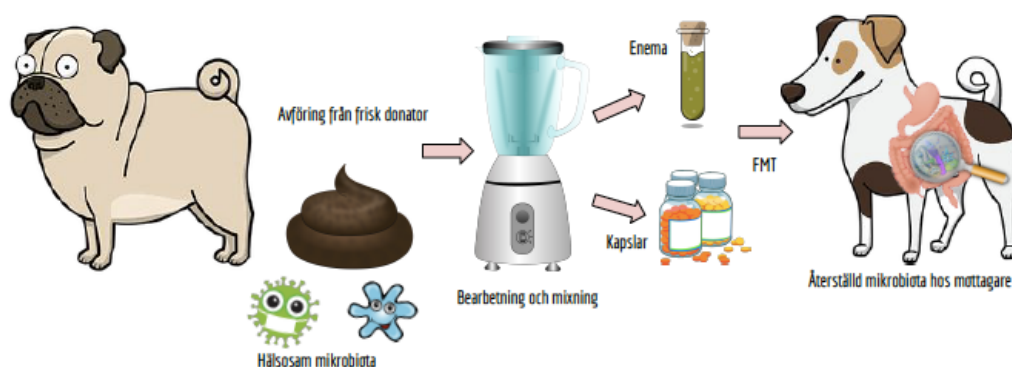 Avföring från frisk donator
Hälsosam mikrobiota
Bearbetning och mixning
Enema
Kapslar
FMT
Återställd mikrobiota hos mottagare